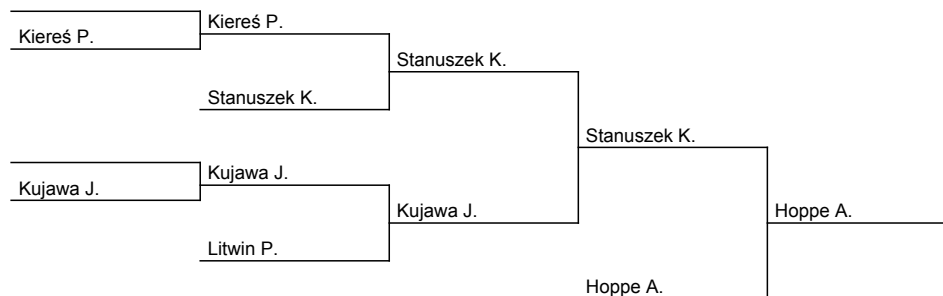 Kiereś P.
Kiereś P.
Stanuszek K.
Stanuszek K.
Stanuszek K.
Kujawa J.
Kujawa J.
Kujawa J.
Hoppe A.
Litwin P.
Hoppe A.